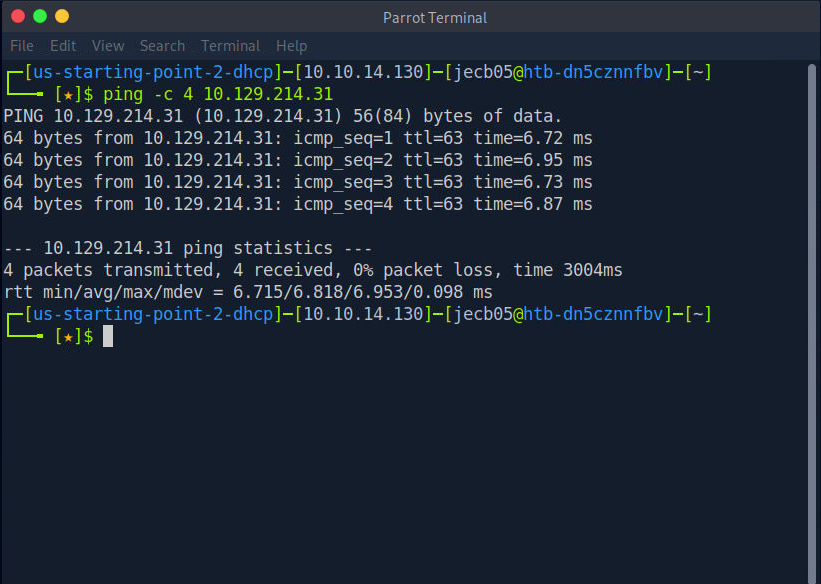 Parrot Terminal
File Edit View Search Terminal Help
┌─[us-starting-point-2-dhcp]─[10.10.14.130]─[jecb05@htb-dn5cznnfbv]─[~]
└──╼ [★]$ ping -c 4 10.129.214.31
PING 10.129.214.31 (10.129.214.31) 56(84) bytes of data.
64 bytes from 10.129.214.31: icmp_seq=1 ttl=63 time=6.72 ms
64 bytes from 10.129.214.31: icmp_seq=2 ttl=63 time=6.95 ms
64 bytes from 10.129.214.31: icmp_seq=3 ttl=63 time=6.73 ms
64 bytes from 10.129.214.31: icmp_seq=4 ttl=63 time=6.87 ms
--- 10.129.214.31 ping statistics ---
4 packets transmitted, 4 received, 0% packet loss, time 3004ms
rtt min/avg/max/mdev = 6.715/6.818/6.953/0.098 ms
┌─[us-starting-point-2-dhcp]─[10.10.14.130]─[jecb05@htb-dn5cznnfbv]─[~]
└──╼ [★]$